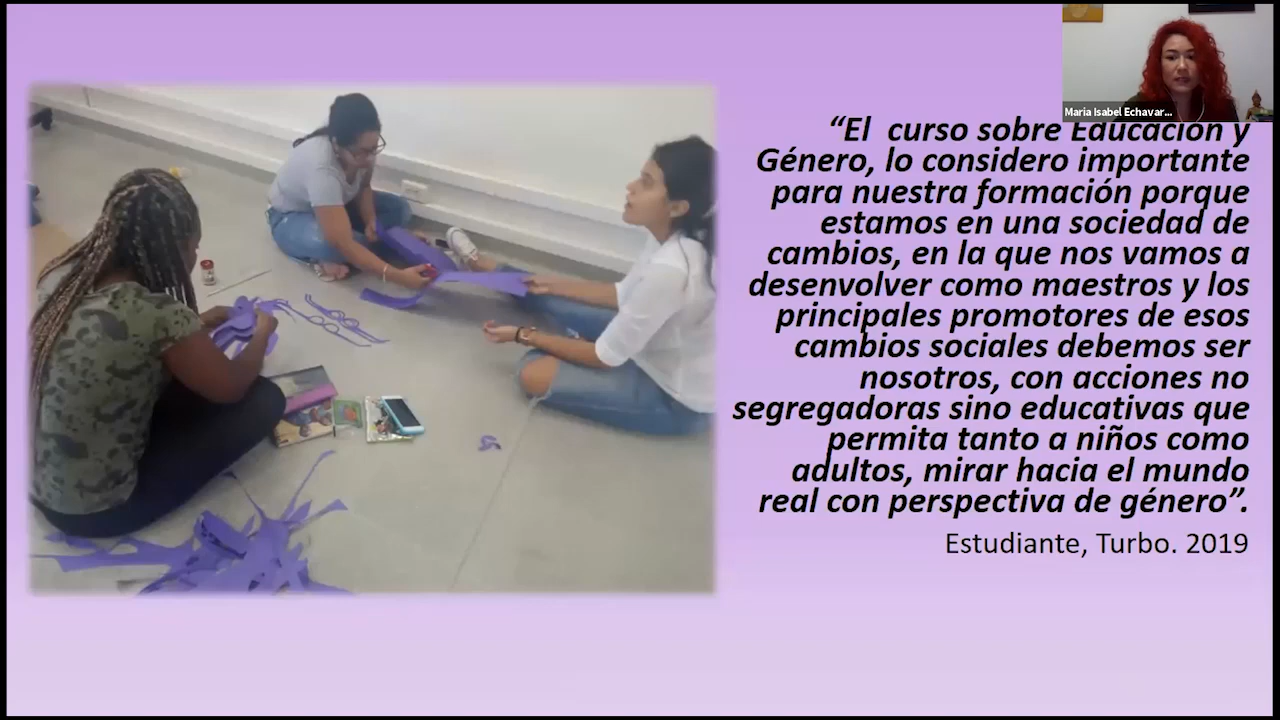 Maria Isabel Echavar...
“El curso sobre Educación y
Género, lo considero importante
para nuestra formación porque
estamos en una sociedad de
cambios, en la que nos vamos a
desenvolver como maestros y los
principales promotores de esos
cambios sociales debemos ser
nosotros, con acciones no
segregadoras sino educativas que
permita tanto a niños como
adultos, mirar hacia el mundo
real con perspectiva de género”.
Estudiante, Turbo. 2019